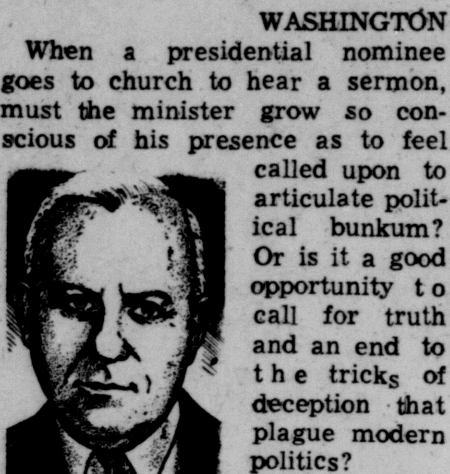 WASHINGTON
When a presidential nominee
goes to church to hear a sermon,
must the minister grow so con-
scious of his presence as to feel
called upon to
articulate polit-
ical bunkum?
Or is it a good
opportunity to
call for truth
and an end to
the tricks of
deception that
plague modern
politics?